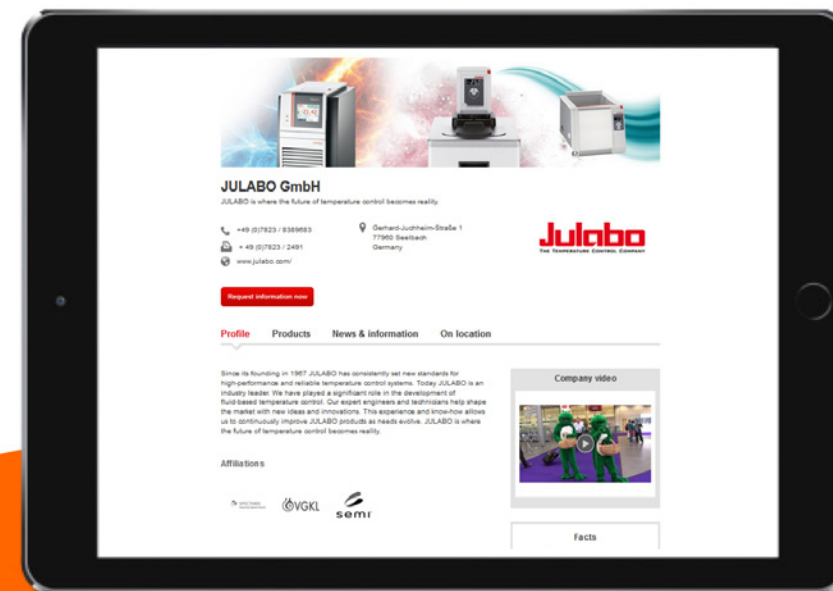 JULABO GmbH
JULABO is where the future of temperature control becomes reality.
+49 (0)7823 / 8389683
+ 49 (0)7823 / 2491
www.julabo.com/
Gerhard-Juchheim-Straße 1
77960 Seelbach
Germany
Julabo
THE TEMPERATURE CONTROL COMPANY
Request information now
Profile Products News & information On location
Since its founding in 1967 JULABO has consistently set new standards for
high-performance and reliable temperature control systems. Today JULABO is an
industry leader. We have played a significant role in the development of
fluid-based temperature control. Our expert engineers and technicians help shape
the market with new ideas and innovations. This experience and know-how allows
us to continuously improve JULABO products as needs evolve. JULABO is where
the future of temperature control becomes reality.
Affiliations
VGKL
semi
Company video
Facts